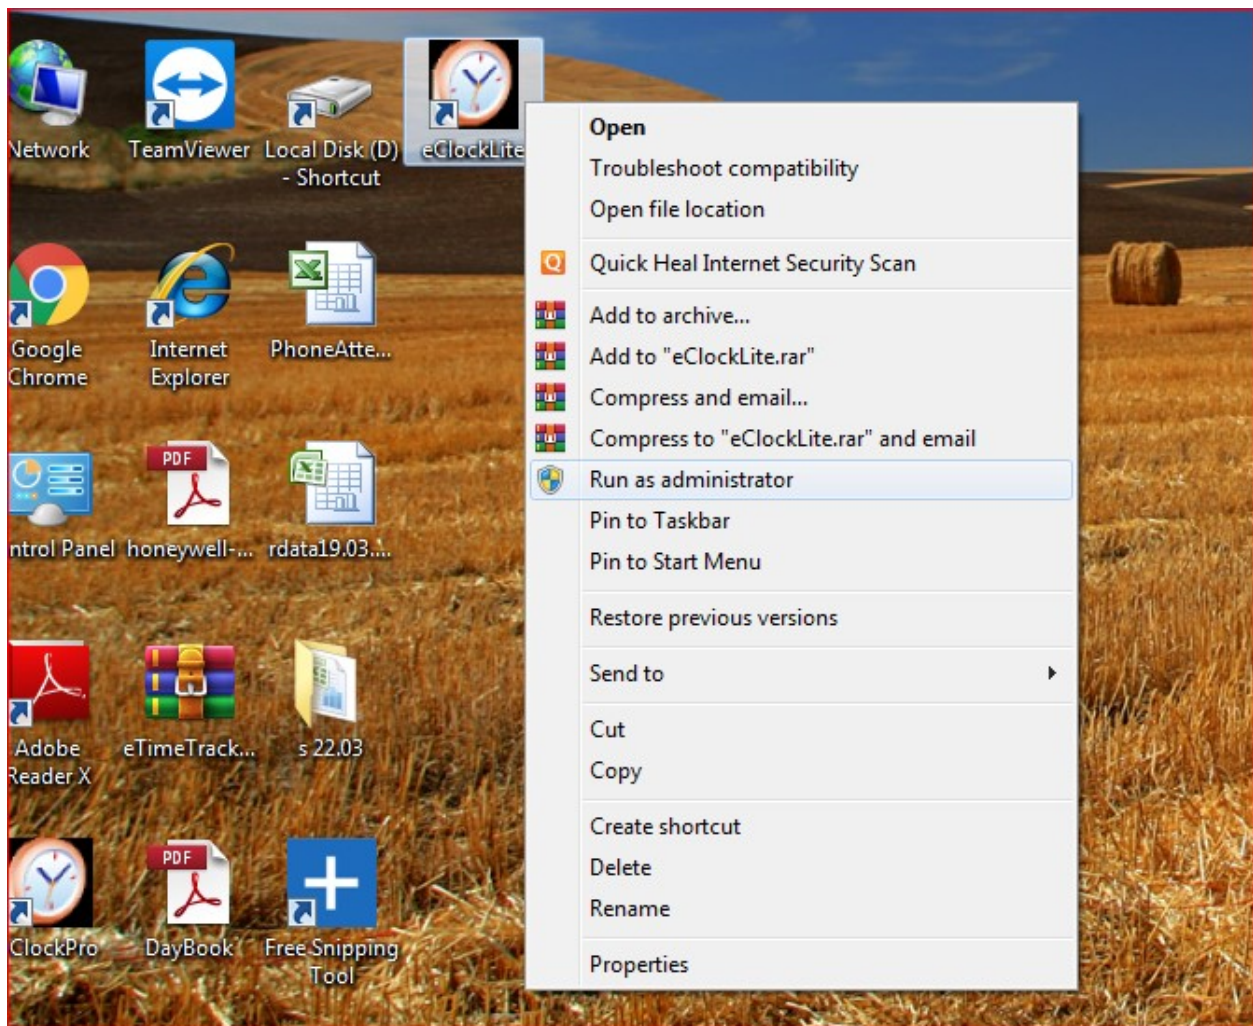 Network
TeamViewer
Local Disk (D)
- Shortcut
eClockLite
Google
Chrome
Internet
Explorer
PhoneAtte...
ntrol Panel
honeywell-...
rdata19.03....
PDF
Adobe
Reader X
eTimeTrack...
s 22.03
ClockPro
PDF
DayBook
Free Snipping
Tool
Open
Troubleshoot compatibility
Open file location
Quick Heal Internet Security Scan
Add to archive...
Add to "eClockLite.rar"
Compress and email...
Compress to "eClockLite.rar" and email
Run as administrator
Pin to Taskbar
Pin to Start Menu
Restore previous versions
Send to
Cut
Copy
Create shortcut
Delete
Rename
Properties